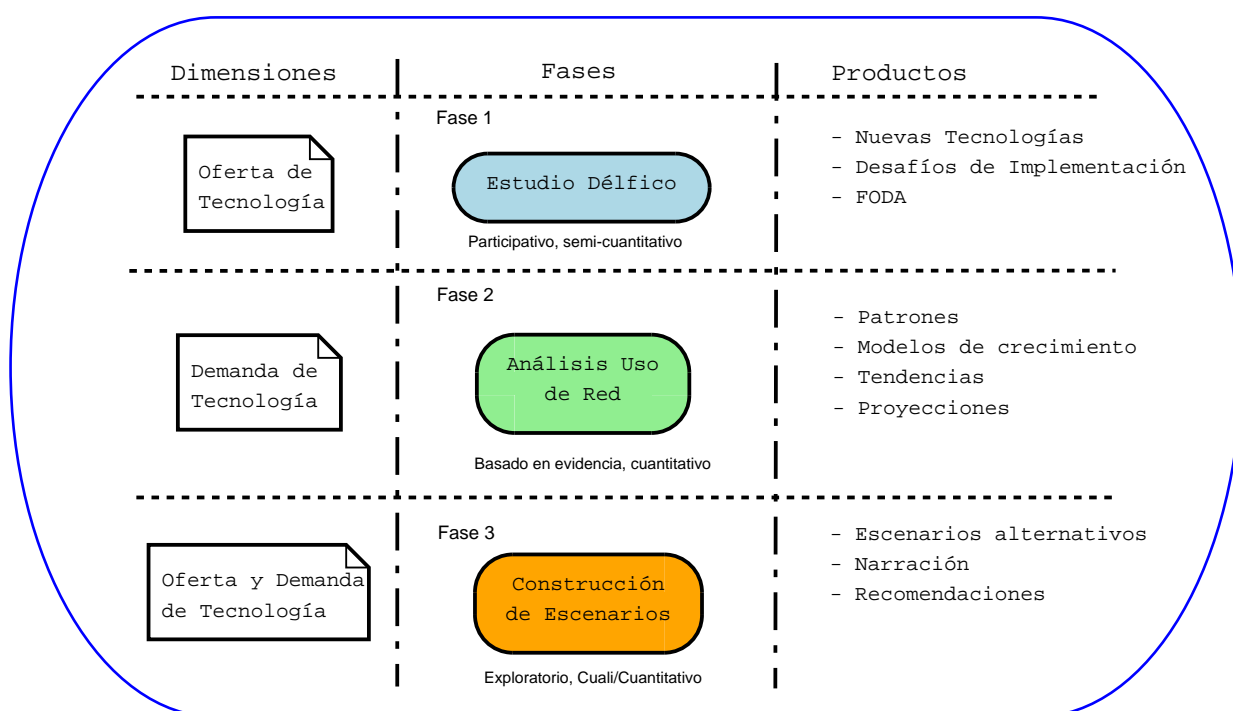 Dimensiones
Fases
Productos
Fase 1
Oferta de
Tecnología
Estudio Délfico
Participativo, semi-cuantitativo
- Nuevas Tecnologías
- Desafíos de Implementación
- FODA
Fase 2
Demanda de
Tecnología
Análisis Uso
de Red
Basado en evidencia, cuantitativo
- Patrones
- Modelos de crecimiento
- Tendencias
- Proyecciones
Fase 3
Oferta y Demanda
de Tecnología
Construcción
de Escenarios
Exploratorio, Cuali/Cuantitativo
- Escenarios alternativos
- Narración
- Recomendaciones